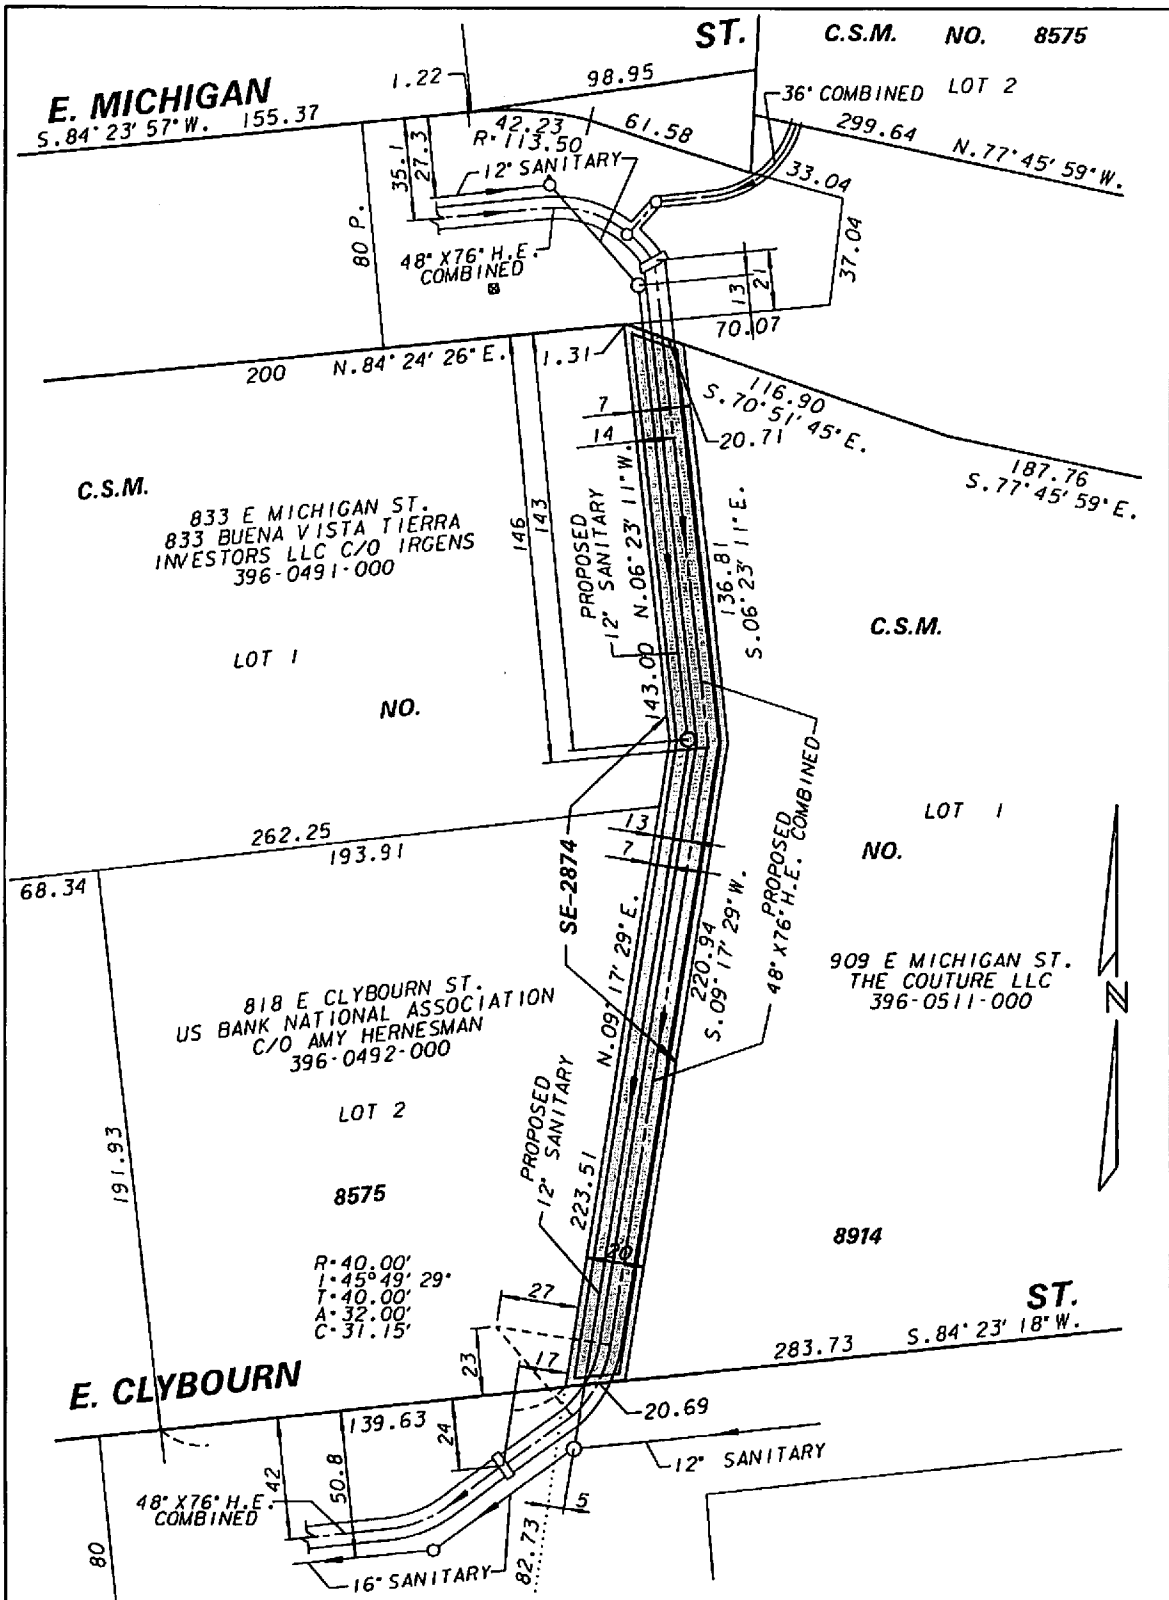 ST.
C.S.M. NO. 8575
LOT 2
E. MICHIGAN
S.84°23'57"W. 155.37
1.22
98.95
36" COMBINED
42.23
R=113.50
61.58
299.64
N.77°45'59"W.
35.1
27.3
12" SANITARY
33.04
80 P.
48"X76" H.E.
COMBINED
37.04
13
21
70.07
200
N.84°24'26"E.
1.31
116.90
S.70°51'45"E.
7
14
20.71
187.76
S.77°45'59"E.
C.S.M.
833 E MICHIGAN ST.
833 BUENA VISTA TIERRA
INVESTORS LLC C/O IRGENS
396-0491-000
146
143
PROPOSED
12" SANITARY
143.00 N.06°23'11"W.
136.81
S.06°23'11"E.
C.S.M.
LOT 1
NO.
PROPOSED
48"X76" H.E. COMBINED
LOT 1
NO.
262.25
193.91
68.34
13
7
SE-2874
N.09°17'29"E.
220.94
S.09°17'29"W.
909 E MICHIGAN ST.
THE COUTURE LLC
396-0511-000
N
818 E CLYBOURN ST.
US BANK NATIONAL ASSOCIATION
C/O AMY HERNESMAN
396-0492-000
LOT 2
PROPOSED
12" SANITARY
191.93
8575
223.51
8914
R=40.00'
I=45°49'29"
T=40.00'
A=32.00'
C=31.15'
20
27
23
17
ST.
283.73
S.84°23'18"W.
E. CLYBOURN
139.63
24
20.69
12" SANITARY
42
50.8
48"X76" H.E.
COMBINED
5
80
16" SANITARY
82.73